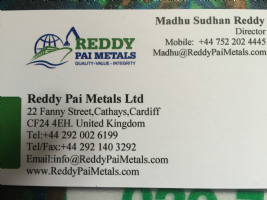 Madhu Sudhan Reddy
Director
Mobile: +44 752 202 4445
Madhu@ReddyPaiMetals.com
REDDY
PAI METALS
QUALITY-VALUE-INTEGRITY
Reddy Pai Metals Ltd
22 Fanny Street,Cathays,Cardiff
CF24 4EH. United Kingdom
Tel:+44 292 002 6199
Tel/Fax:+44 292 140 3292
Email:info@ReddyPaiMetals.com
www.ReddyPaiMetals.com